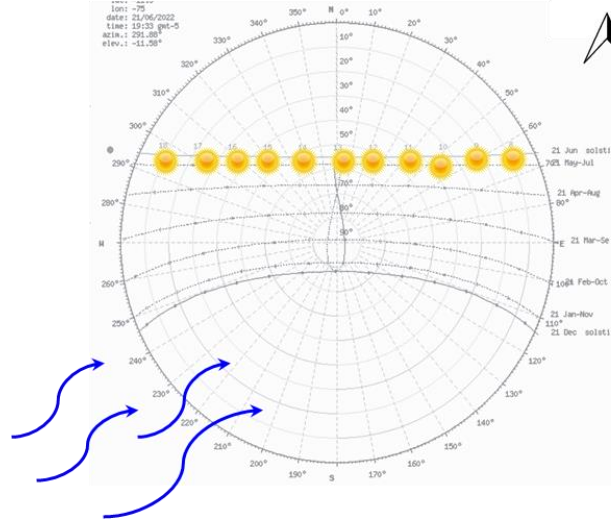 lon: -75
date: 21/06/2022
time: 19:33 gmt-5
azim.: 291.88°
elev.: -11.58°
350° N 10°
340° 20°
330° 30°
320° 40°
310° 50°
300° 60°
290° 70°
280° 80°
W E
260° 100°
250° 110°
240° 120°
230° 130°
220° 140°
210° 150°
200° 160°
190° S 170°
10°
20°
30°
40°
50°
70°
80°
90°
18 17 16 15 14 13 12 11 10 9 8
21 Jun solsti
21 May-Jul
21 Apr-Aug
21 Mar-Se
21 Feb-Oct
21 Jan-Nov
21 Dec solsti